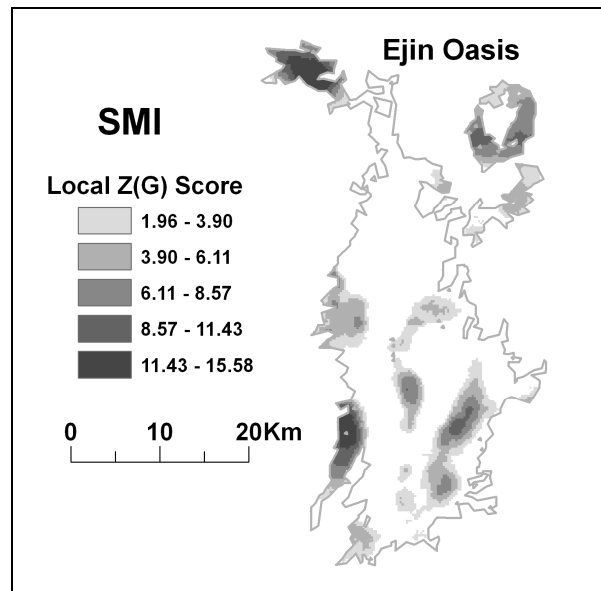 Ejin Oasis
SMI
Local Z(G) Score
1.96 - 3.90
3.90 - 6.11
6.11 - 8.57
8.57 - 11.43
11.43 - 15.58
0 10 20Km